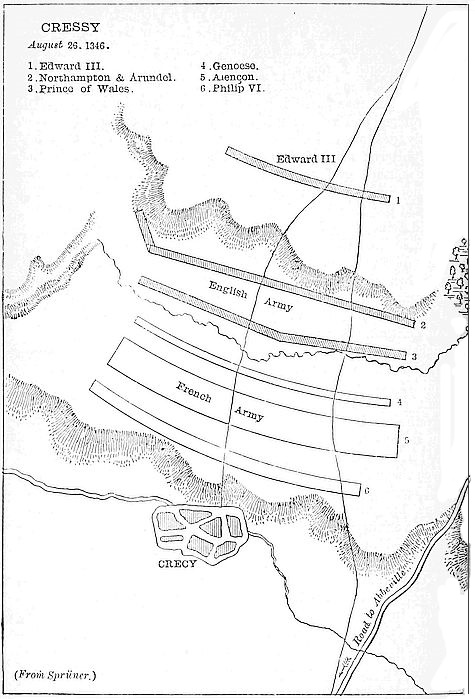 CRESSY
August 26. 1346.
1. Edward III.
2. Northampton & Arundel.
3. Prince of Wales.
4. Genoese.
5. Alençon.
6. Philip VI.
Edward III
1
English Army
2
3
French Army
4
5
6
CRECY
Road to Abbeville
(From Sprüner.)